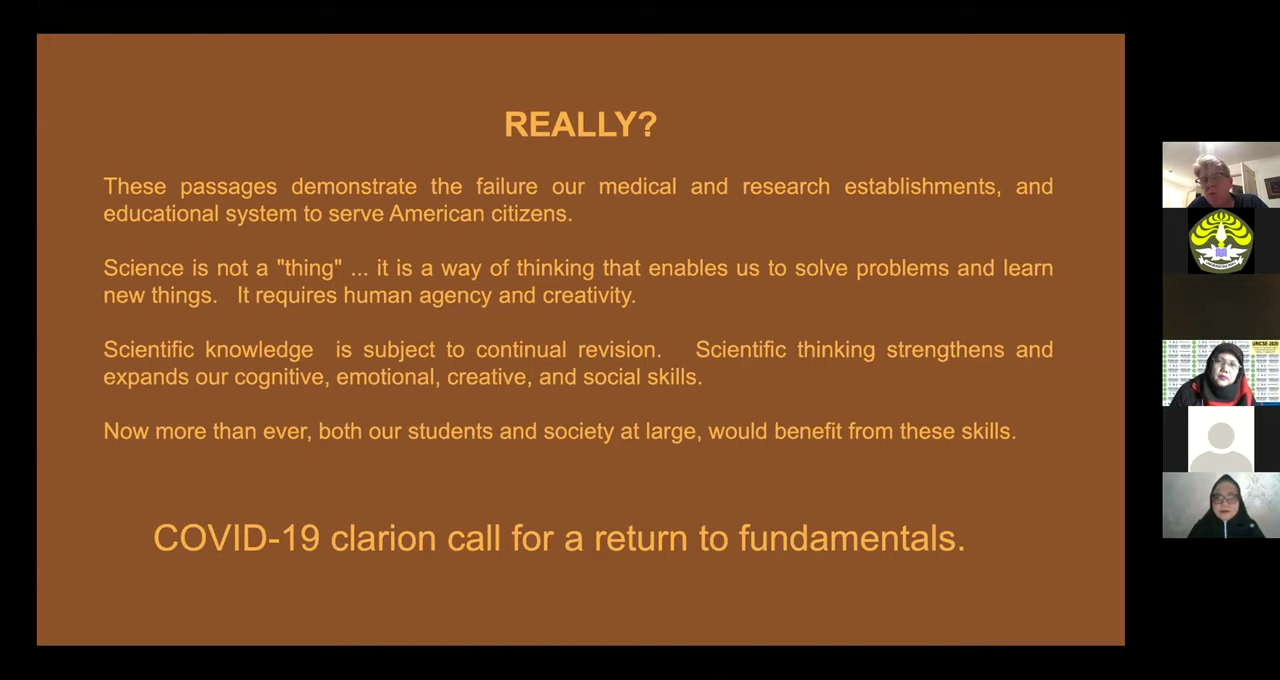 REALLY?
These passages demonstrate the failure our medical and research establishments, and
educational system to serve American citizens.
Science is not a "thing" ... it is a way of thinking that enables us to solve problems and learn
new things. It requires human agency and creativity.
Scientific knowledge is subject to continual revision. Scientific thinking strengthens and
expands our cognitive, emotional, creative, and social skills.
Now more than ever, both our students and society at large, would benefit from these skills.
COVID-19 clarion call for a return to fundamentals.
URICSE-2020